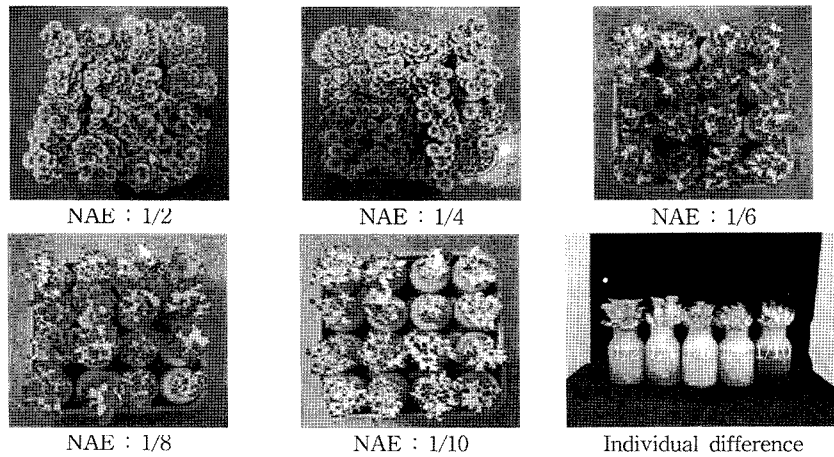 NAE : 1/2
NAE : 1/4
NAE : 1/6
NAE : 1/8
NAE : 1/10
Individual difference